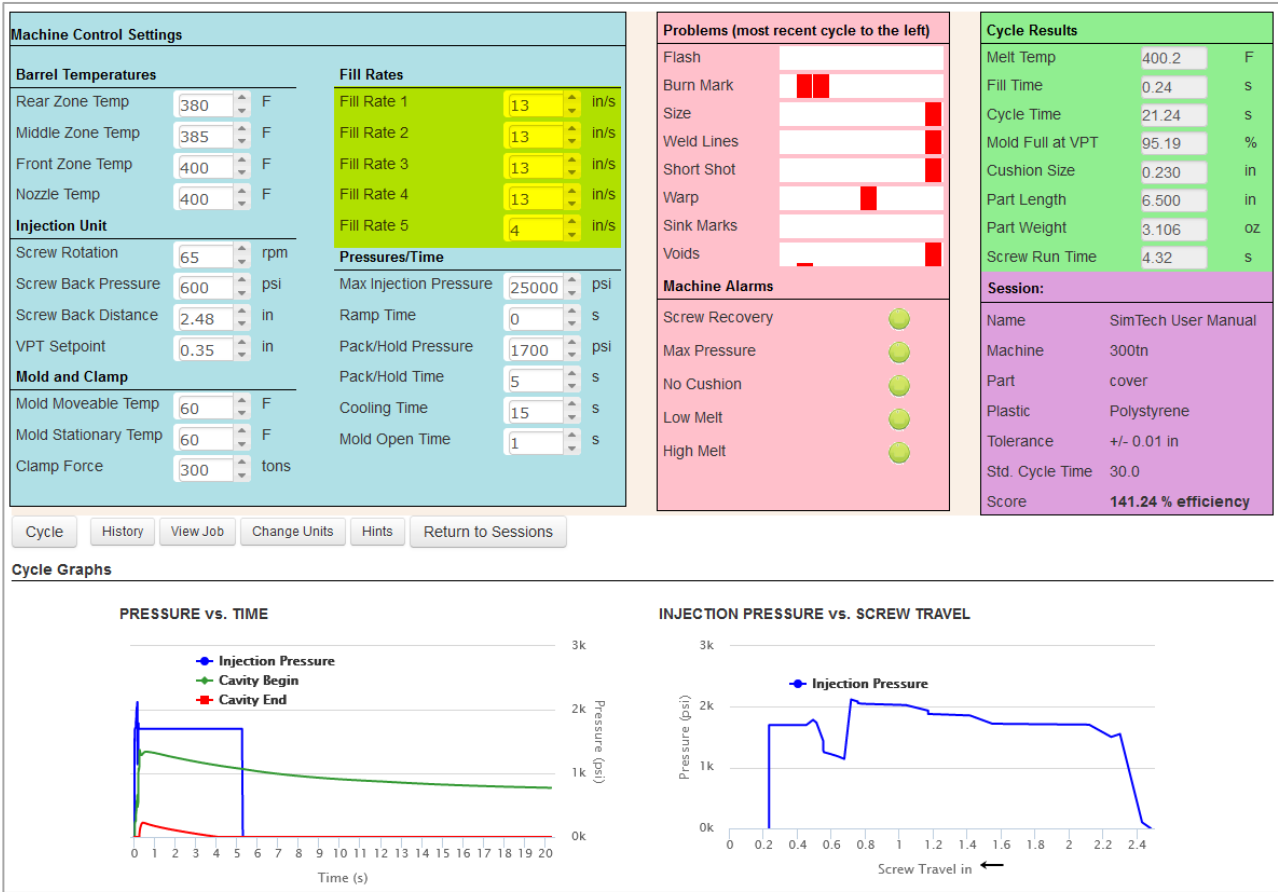 Machine Control Settings
Barrel Temperatures
Rear Zone Temp 380 F
Middle Zone Temp 385 F
Front Zone Temp 400 F
Nozzle Temp 400 F
Injection Unit
Screw Rotation 65 rpm
Screw Back Pressure 600 psi
Screw Back Distance 2.48 in
VPT Setpoint 0.35 in
Mold and Clamp
Mold Moveable Temp 60 F
Mold Stationary Temp 60 F
Clamp Force 300 tons
Fill Rates
Fill Rate 1 13 in/s
Fill Rate 2 13 in/s
Fill Rate 3 13 in/s
Fill Rate 4 13 in/s
Fill Rate 5 4 in/s
Pressures/Time
Max Injection Pressure 25000 psi
Ramp Time 0 s
Pack/Hold Pressure 1700 psi
Pack/Hold Time 5 s
Cooling Time 15 s
Mold Open Time 1 s
Problems (most recent cycle to the left)
Flash
Burn Mark
Size
Weld Lines
Short Shot
Warp
Sink Marks
Voids
Machine Alarms
Screw Recovery
Max Pressure
No Cushion
Low Melt
High Melt
Cycle Results
Melt Temp 400.2 F
Fill Time 0.24 s
Cycle Time 21.24 s
Mold Full at VPT 95.19 %
Cushion Size 0.230 in
Part Length 6.500 in
Part Weight 3.106 oz
Screw Run Time 4.32 s
Session:
Name SimTech User Manual
Machine 300tn
Part cover
Plastic Polystyrene
Tolerance +/- 0.01 in
Std. Cycle Time 30.0
Score 141.24 % efficiency
Cycle History View Job Change Units Hints Return to Sessions
Cycle Graphs
PRESSURE vs. TIME
Injection Pressure
Cavity Begin
Cavity End
3k
2k
1k
0k
Pressure (psi)
0 1 2 3 4 5 6 7 8 9 10 11 12 13 14 15 16 17 18 19 20
Time (s)
INJECTION PRESSURE vs. SCREW TRAVEL
Injection Pressure
3k
2k
1k
0k
Pressure (psi)
0 0.2 0.4 0.6 0.8 1 1.2 1.4 1.6 1.8 2 2.2 2.4
Screw Travel in ←